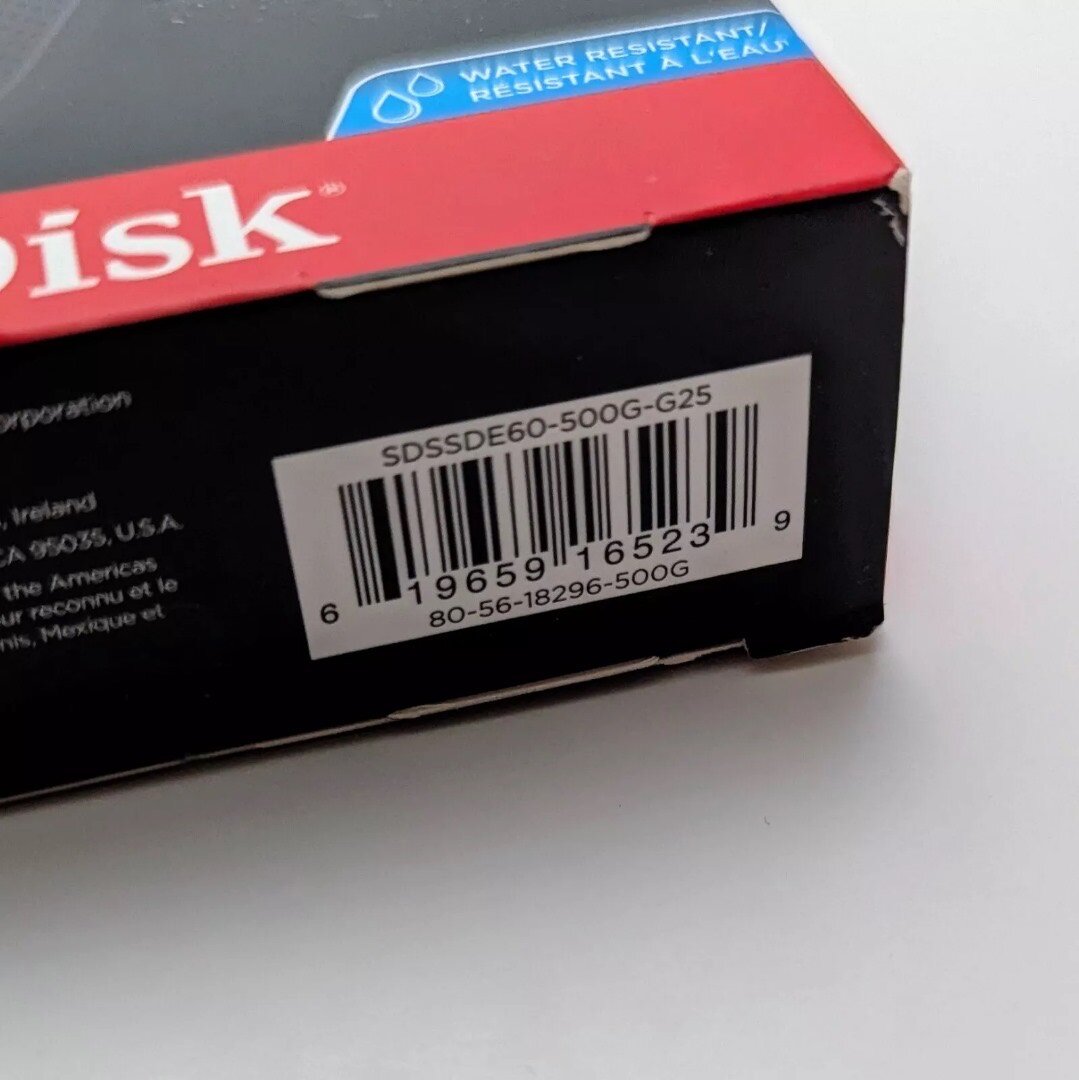 WATER RESISTANT/
RÉSISTANT À L'EAU
Disk®
orporation
, Ireland
CA 95035, U.S.A.
the Americas
ur reconnu et le
nis, Mexique et
SDSSDE60-500G-G25
6 19659 16523 9
80-56-18296-500G